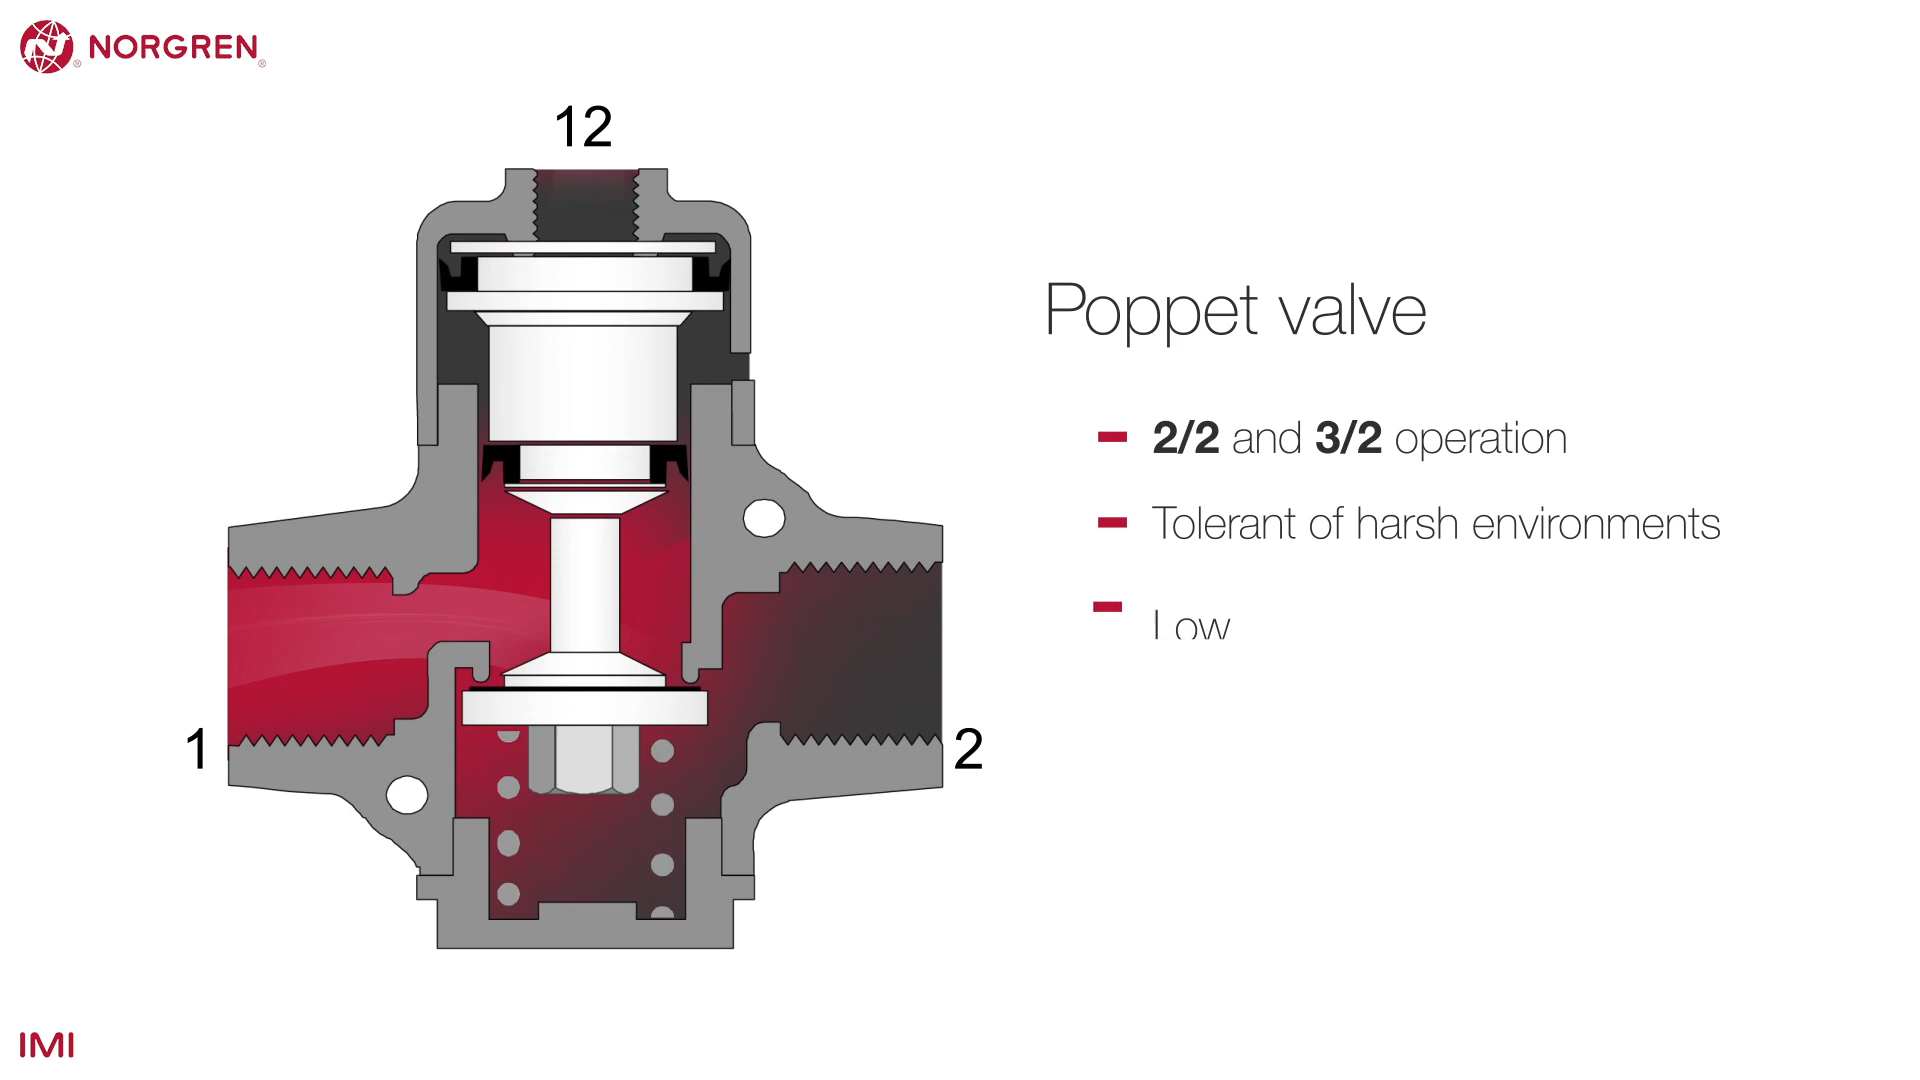 NORGREN
12
Poppet valve
2/2 and 3/2 operation
Tolerant of harsh environments
Low
1
2
IMI